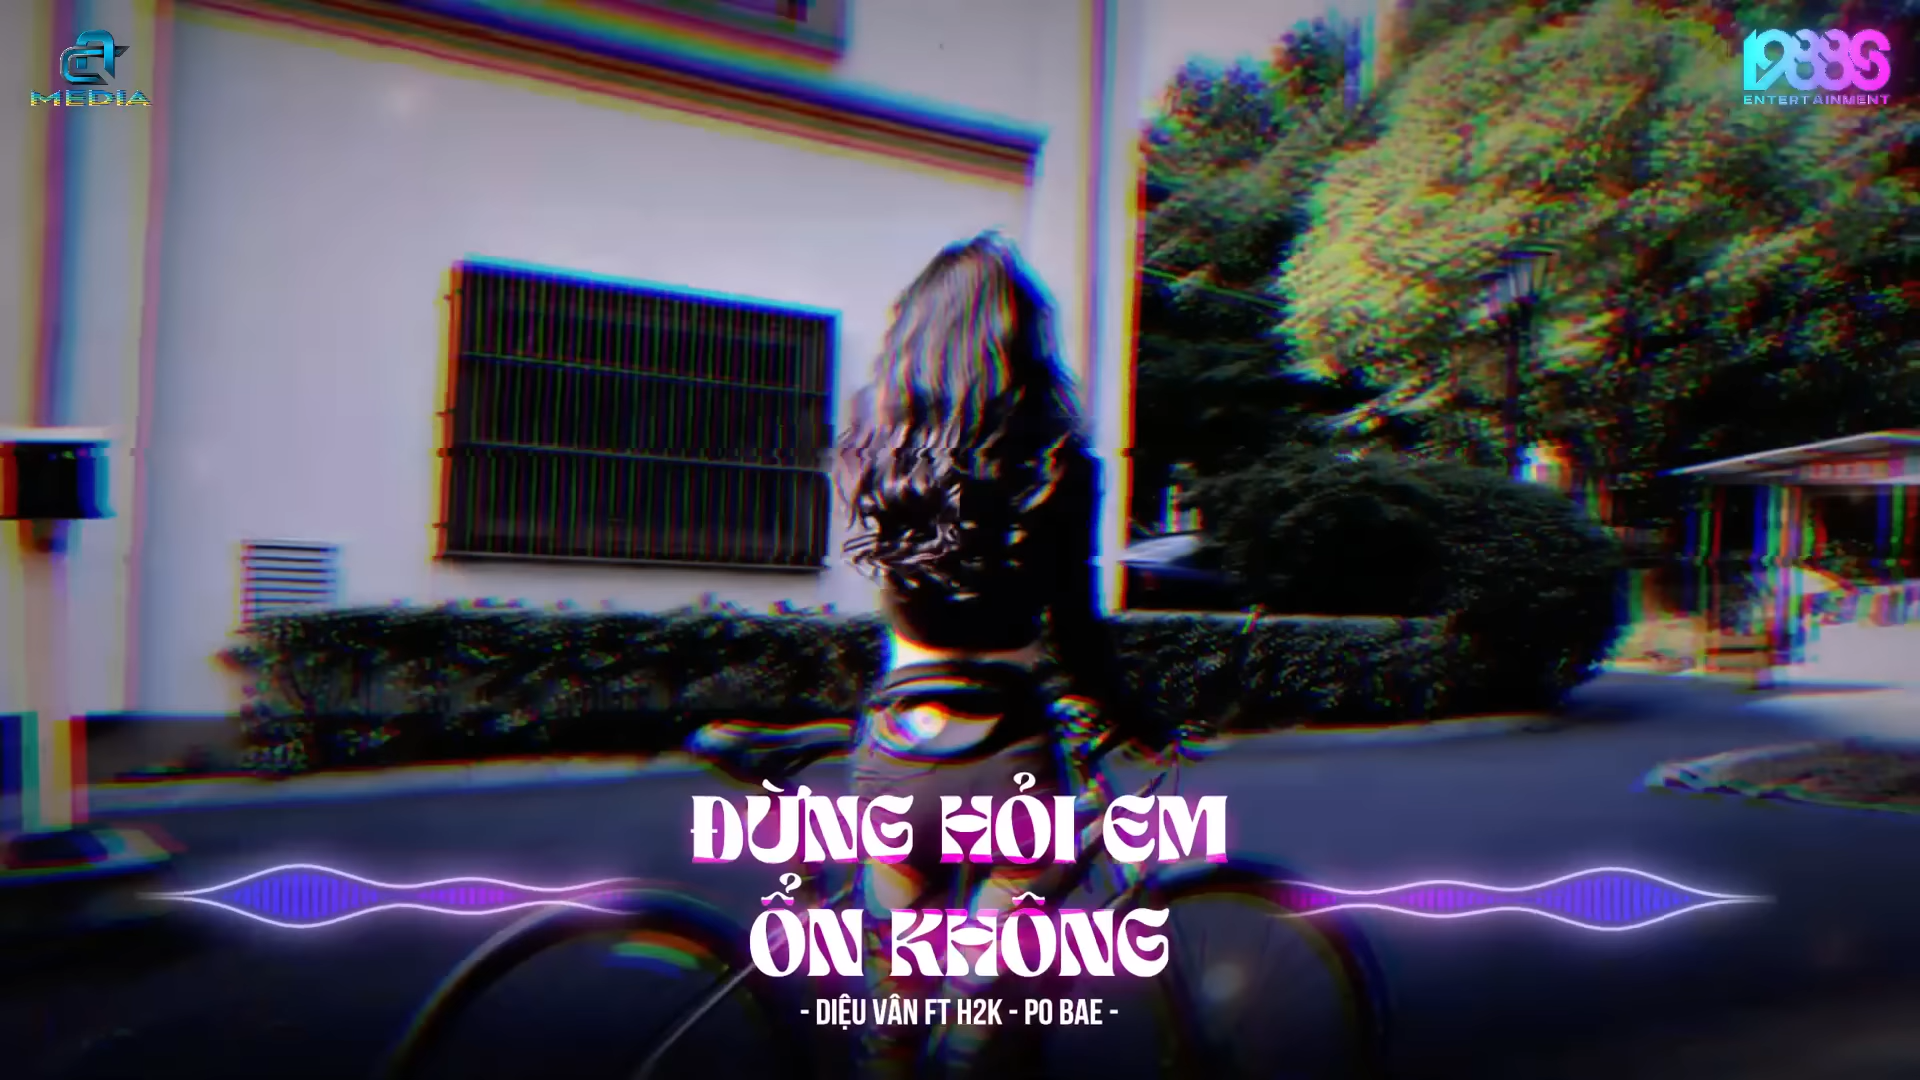 MEDIA
1988S
ENTERTAINMENT
ĐỪNG HỎI EM
ỔN KHÔNG
- DIỆU VÂN FT H2K - PO BAE -